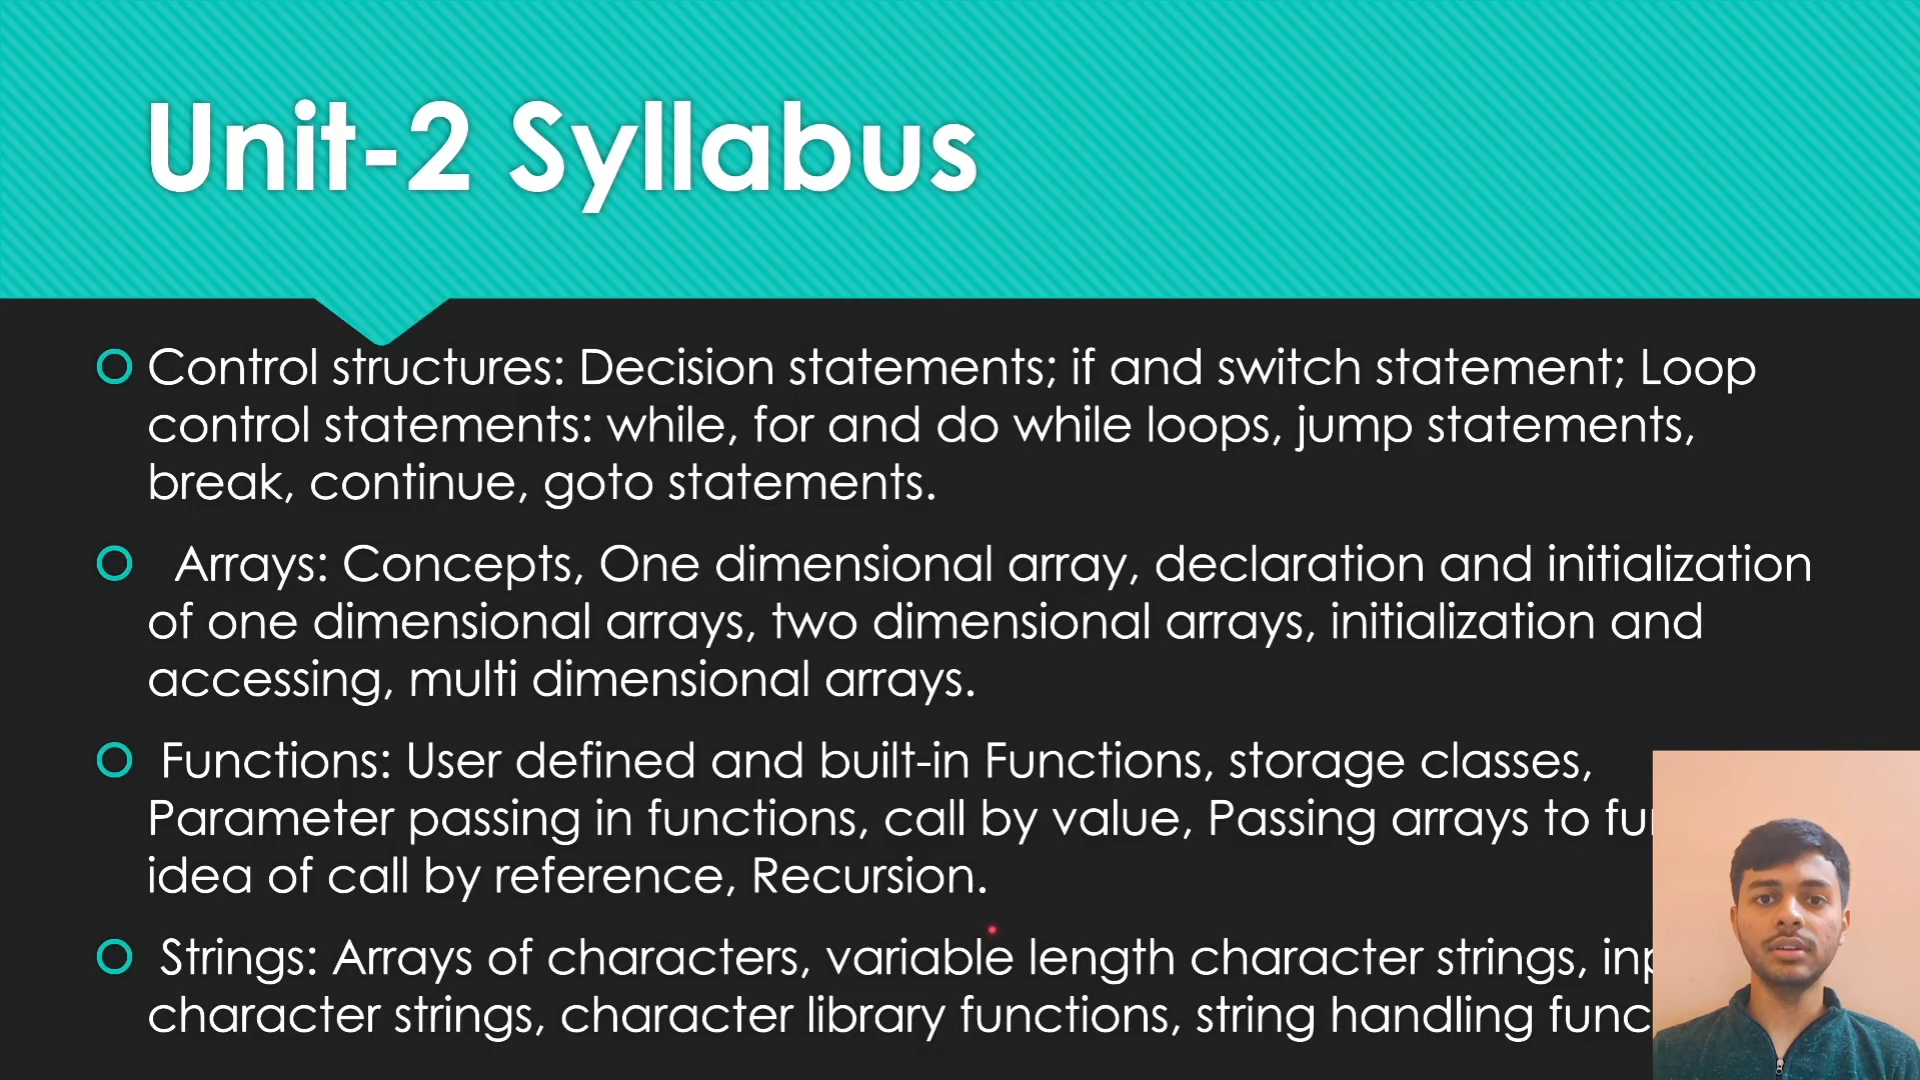 Unit-2 Syllabus
Control structures: Decision statements; if and switch statement; Loop
control statements: while, for and do while loops, jump statements,
break, continue, goto statements.
Arrays: Concepts, One dimensional array, declaration and initialization
of one dimensional arrays, two dimensional arrays, initialization and
accessing, multi dimensional arrays.
Functions: User defined and built-in Functions, storage classes,
Parameter passing in functions, call by value, Passing arrays to
idea of call by reference, Recursion.
Strings: Arrays of characters, variable length character strings,
character strings, character library functions, string handling